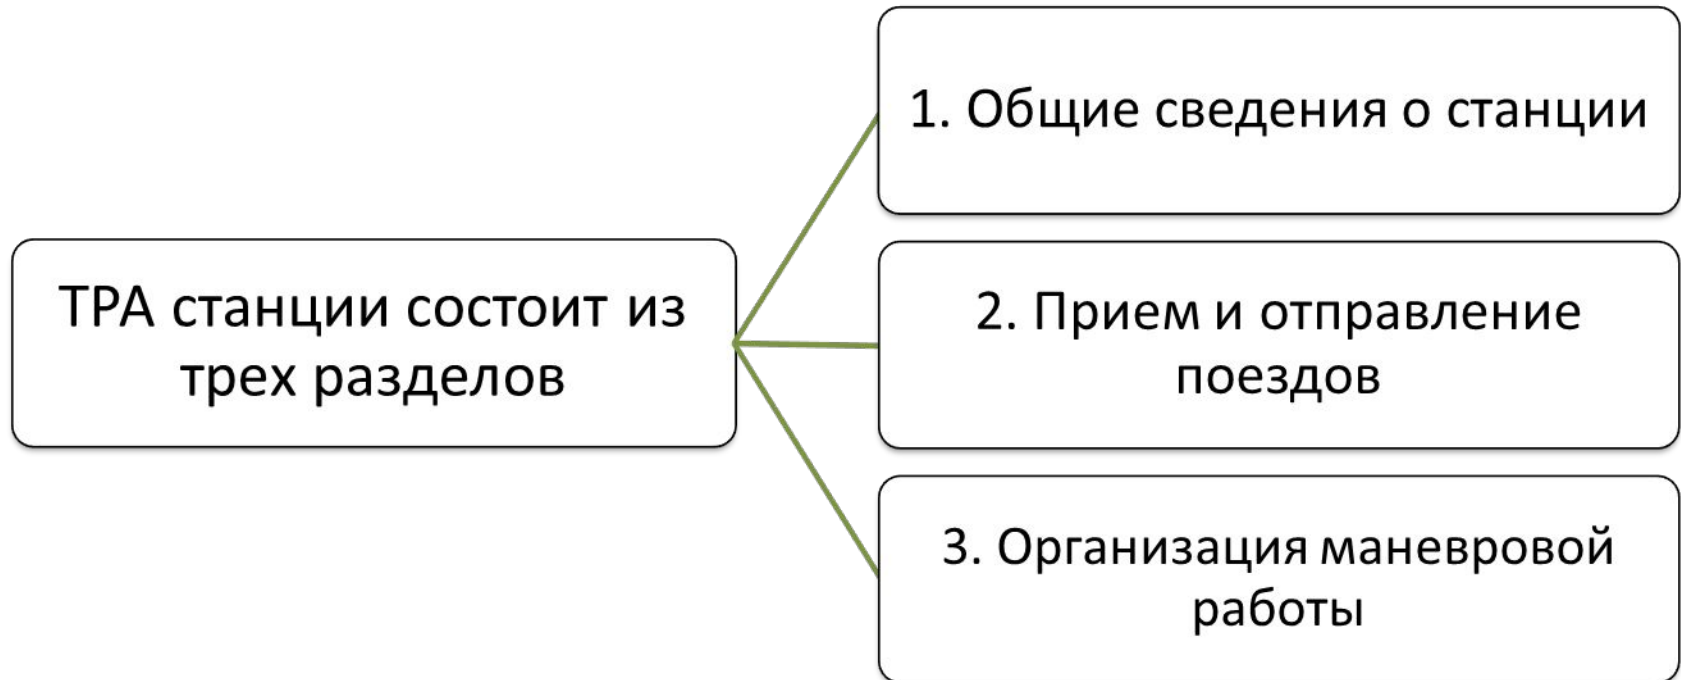 ТРА станции состоит из
трех разделов
1. Общие сведения о станции
2. Прием и отправление
поездов
3. Организация маневровой
работы